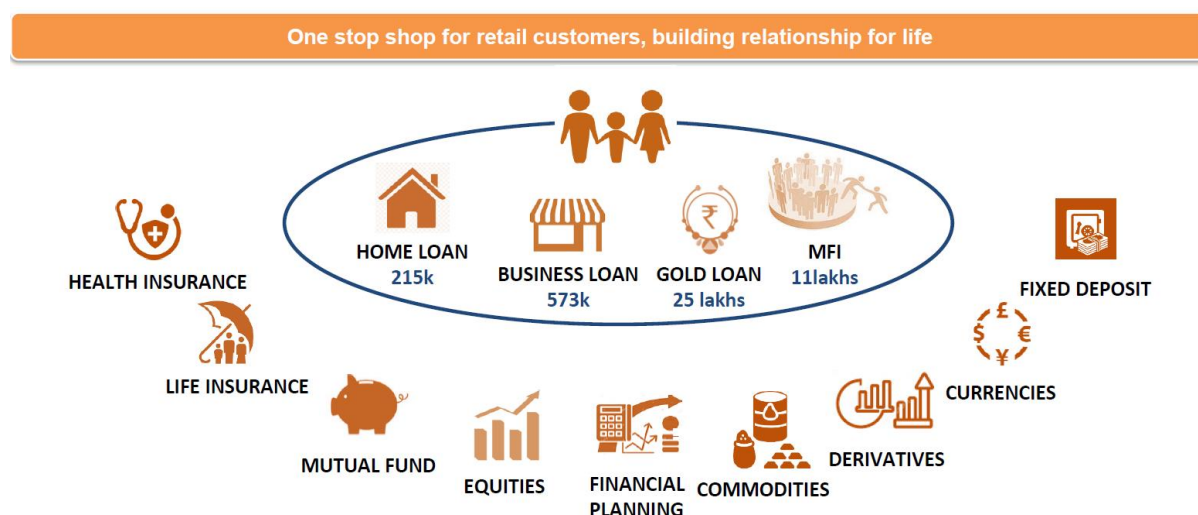 One stop shop for retail customers, building relationship for life
HOME LOAN
215k
BUSINESS LOAN
573k
GOLD LOAN
25 lakhs
MFI
11lakhs
HEALTH INSURANCE
LIFE INSURANCE
MUTUAL FUND
EQUITIES
FINANCIAL
PLANNING
COMMODITIES
DERIVATIVES
CURRENCIES
FIXED DEPOSIT
₹
£
$
€
¥